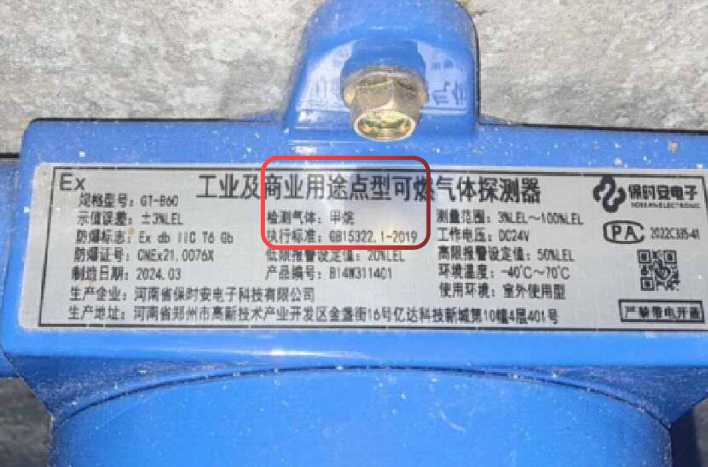 Ex 工业及商业用途点型可燃气体探测器 保时安电子
规格型号: GT-B60
示值误差: ±3%LEL 检测气体: 甲烷 测量范围: 3%LEL~100%LEL
防爆标志: Ex db IIC T6 Gb 执行标准: GB15322.1-2019 工作电压: DC24V PA
防爆证号: CNEx21.0076X 低限报警设定值: 20%LEL 高限报警设定值: 50%LEL
制造日期: 2024.03 产品编号: B14N311401 环境温度: -40℃~70℃
生产企业: 河南省保时安电子科技有限公司 使用环境: 室外使用型
生产地址: 河南省郑州市高新技术产业开发区金盏街16号亿达科技新城第10幢4层401号 严禁带电开盖